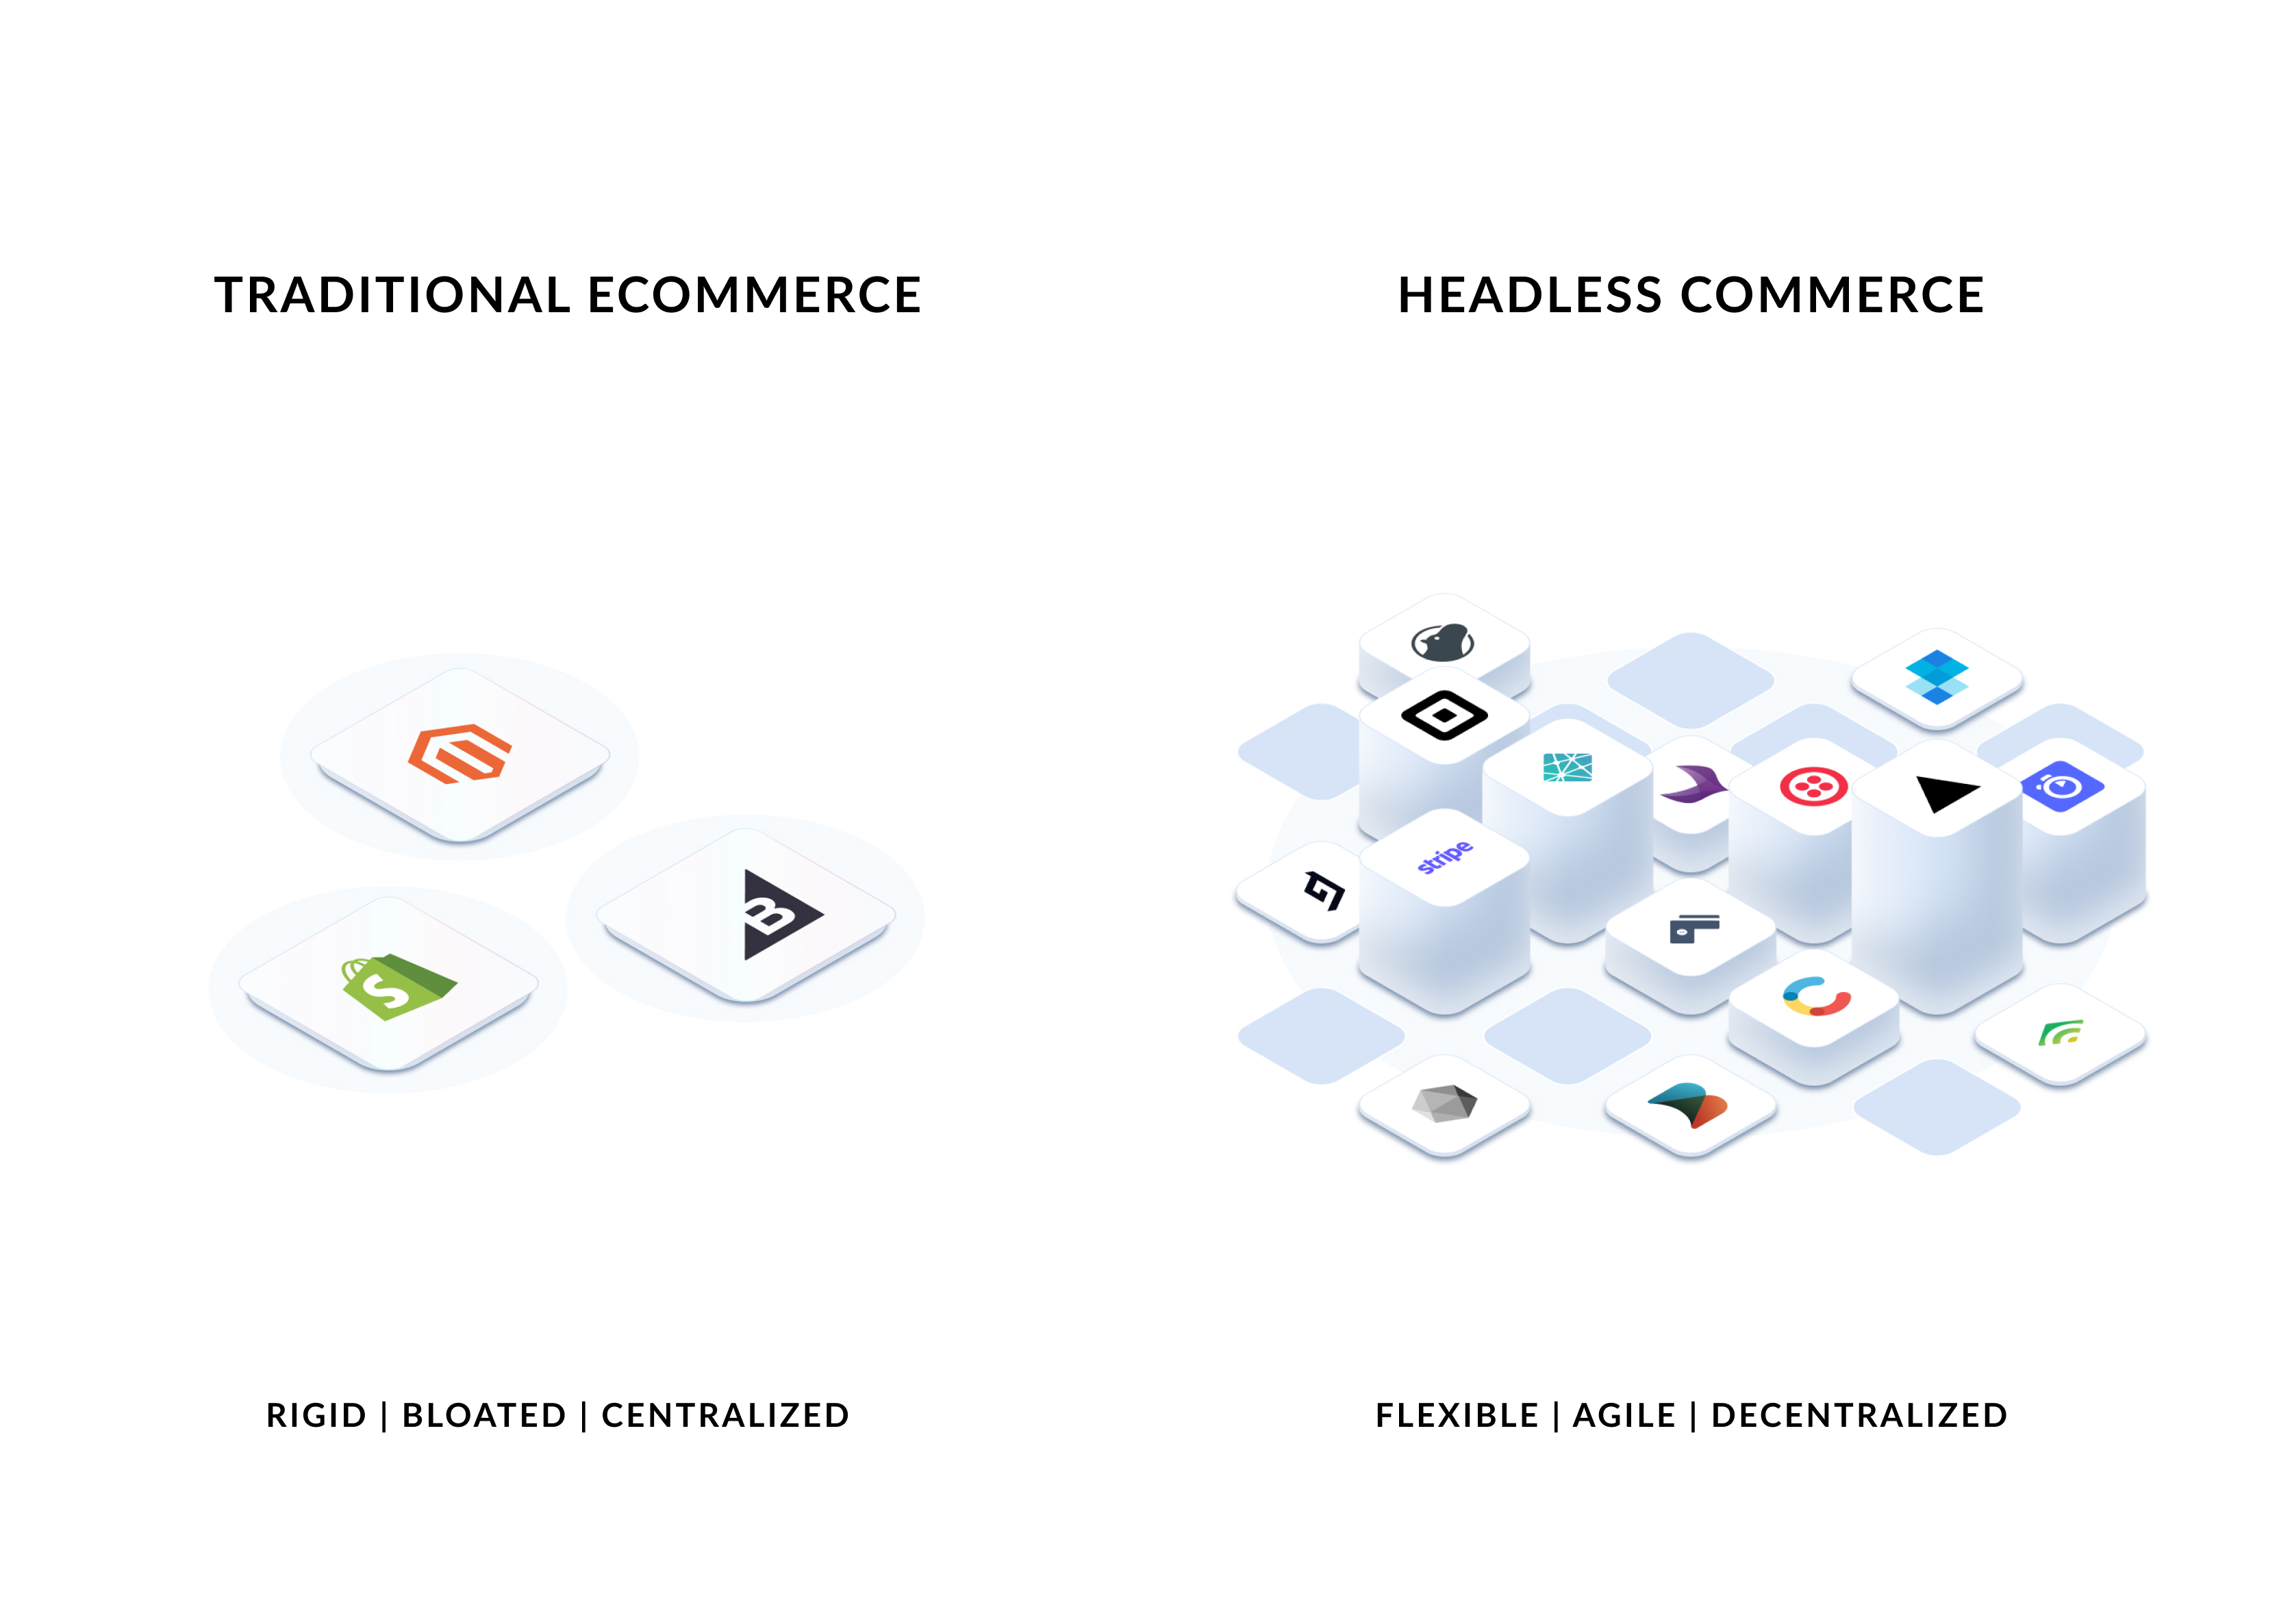 TRADITIONAL ECOMMERCE
HEADLESS COMMERCE
B
S
stripe
RIGID | BLOATED | CENTRALIZED
FLEXIBLE | AGILE | DECENTRALIZED